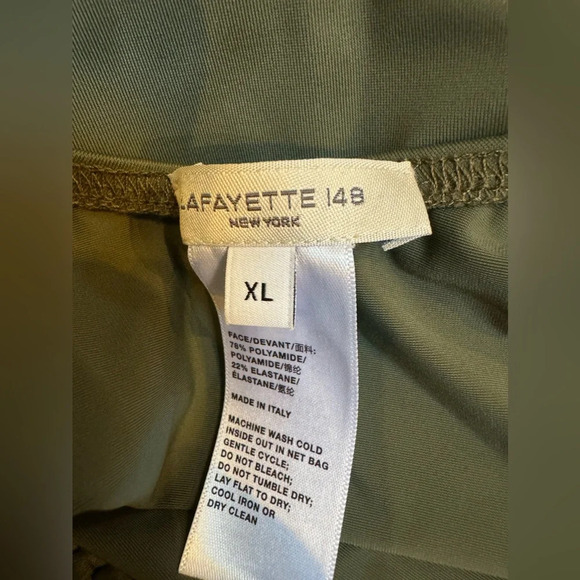 LAFAYETTE 148
NEW YORK
XL
FACE/DEVANT/面料:
78% POLYAMIDE/
POLYAMIDE/锦纶
22% ELASTANE/
ÉLASTANE/氨纶
MADE IN ITALY
MACHINE WASH COLD
INSIDE OUT IN NET BAG
GENTLE CYCLE;
DO NOT BLEACH;
DO NOT TUMBLE DRY;
LAY FLAT TO DRY;
COOL IRON OR
DRY CLEAN